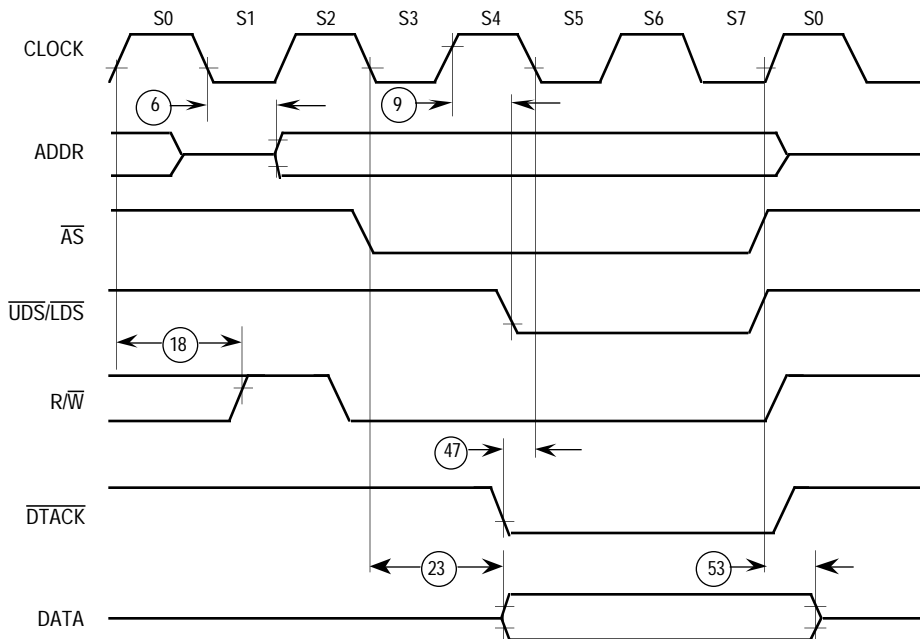 S0 S1 S2 S3 S4 S5 S6 S7 S0
CLOCK
6 9
ADDR
AS
UDS/LDS
18
R/W
47
DTACK
23 53
DATA